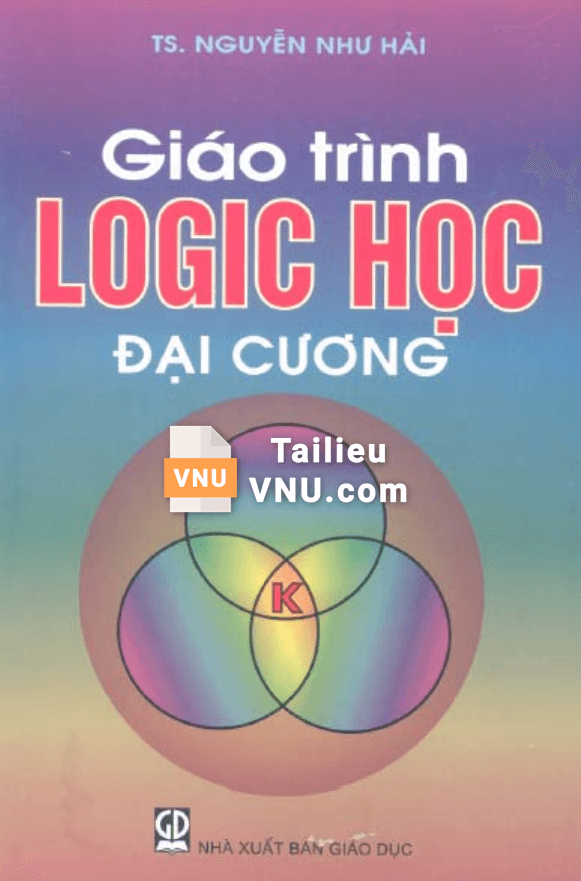 TS. NGUYỄN NHƯ HẢI
Giáo trình
LOGIC HỌC
ĐẠI CƯƠNG
VNU
Tailieu
VNU.com
K
GD
NHÀ XUẤT BẢN GIÁO DỤC